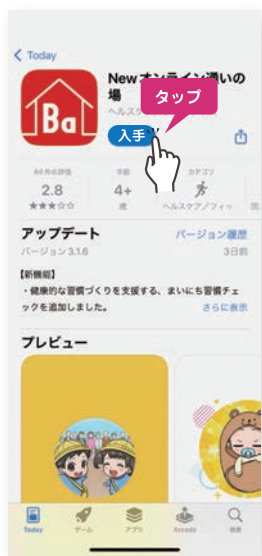 Today
Ba
New オンライン通いの
場
ヘルスケ
タップ
入手
66件の評価
年齢
カテゴリ
2.8
4+
★★★☆☆
歳
ヘルスケア／フィッ
アップデート
バージョン履歴
バージョン3.1.6
3日前
【新機能】
・健康的な習慣づくりを支援する、まいにち習慣チェ
ックを追加しました。
さらに表示
プレビュー
Today
ゲーム
アプリ
Arcade
検索